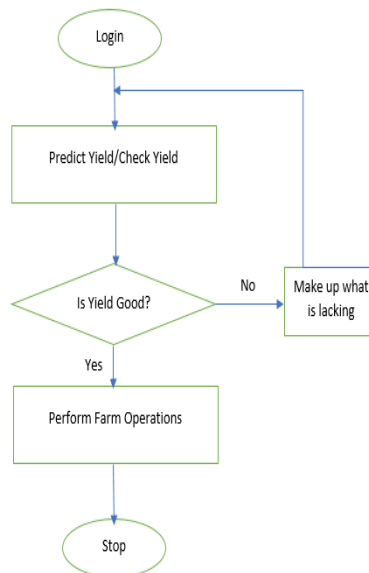 Login
Predict Yield/Check Yield
Is Yield Good?
No
Make up what
is lacking
Yes
Perform Farm Operations
Stop